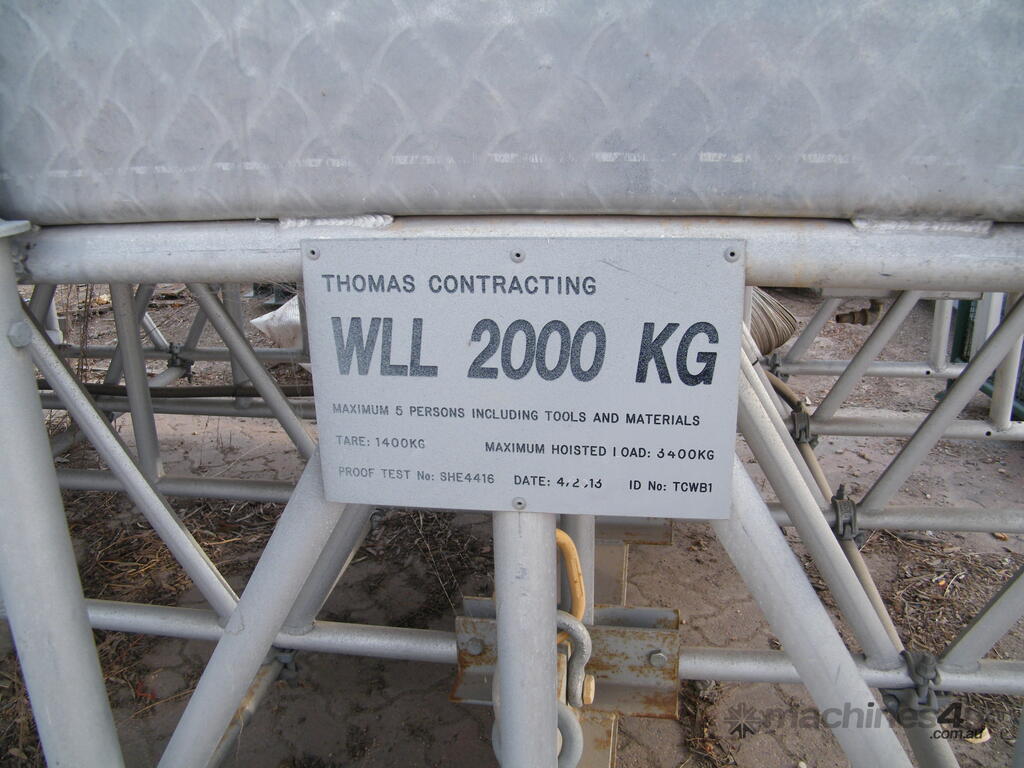 THOMAS CONTRACTING
WLL 2000 KG
MAXIMUM 5 PERSONS INCLUDING TOOLS AND MATERIALS
TARE: 1400KG MAXIMUM HOISTED LOAD: 3400KG
PROOF TEST No: SHE4416 DATE: 4/2/13 ID No: TCWB1
machines4u
.com.au